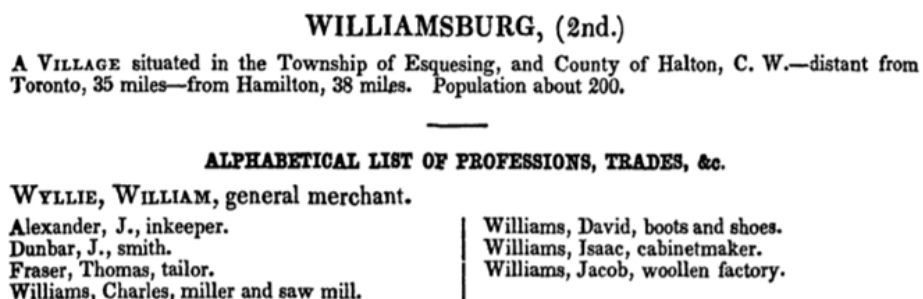 WILLIAMSBURG, (2nd.)
A VILLAGE situated in the Township of Esquesing, and County of Halton, C. W.—distant from
Toronto, 35 miles—from Hamilton, 38 miles. Population about 200.
ALPHABETICAL LIST OF PROFESSIONS, TRADES, &c.
WYLLIE, WILLIAM, general merchant.
Alexander, J., inkeeper.
Dunbar, J., smith.
Fraser, Thomas, tailor.
Williams, Charles, miller and saw mill.
Williams, David, boots and shoes.
Williams, Isaac, cabinetmaker.
Williams, Jacob, woollen factory.